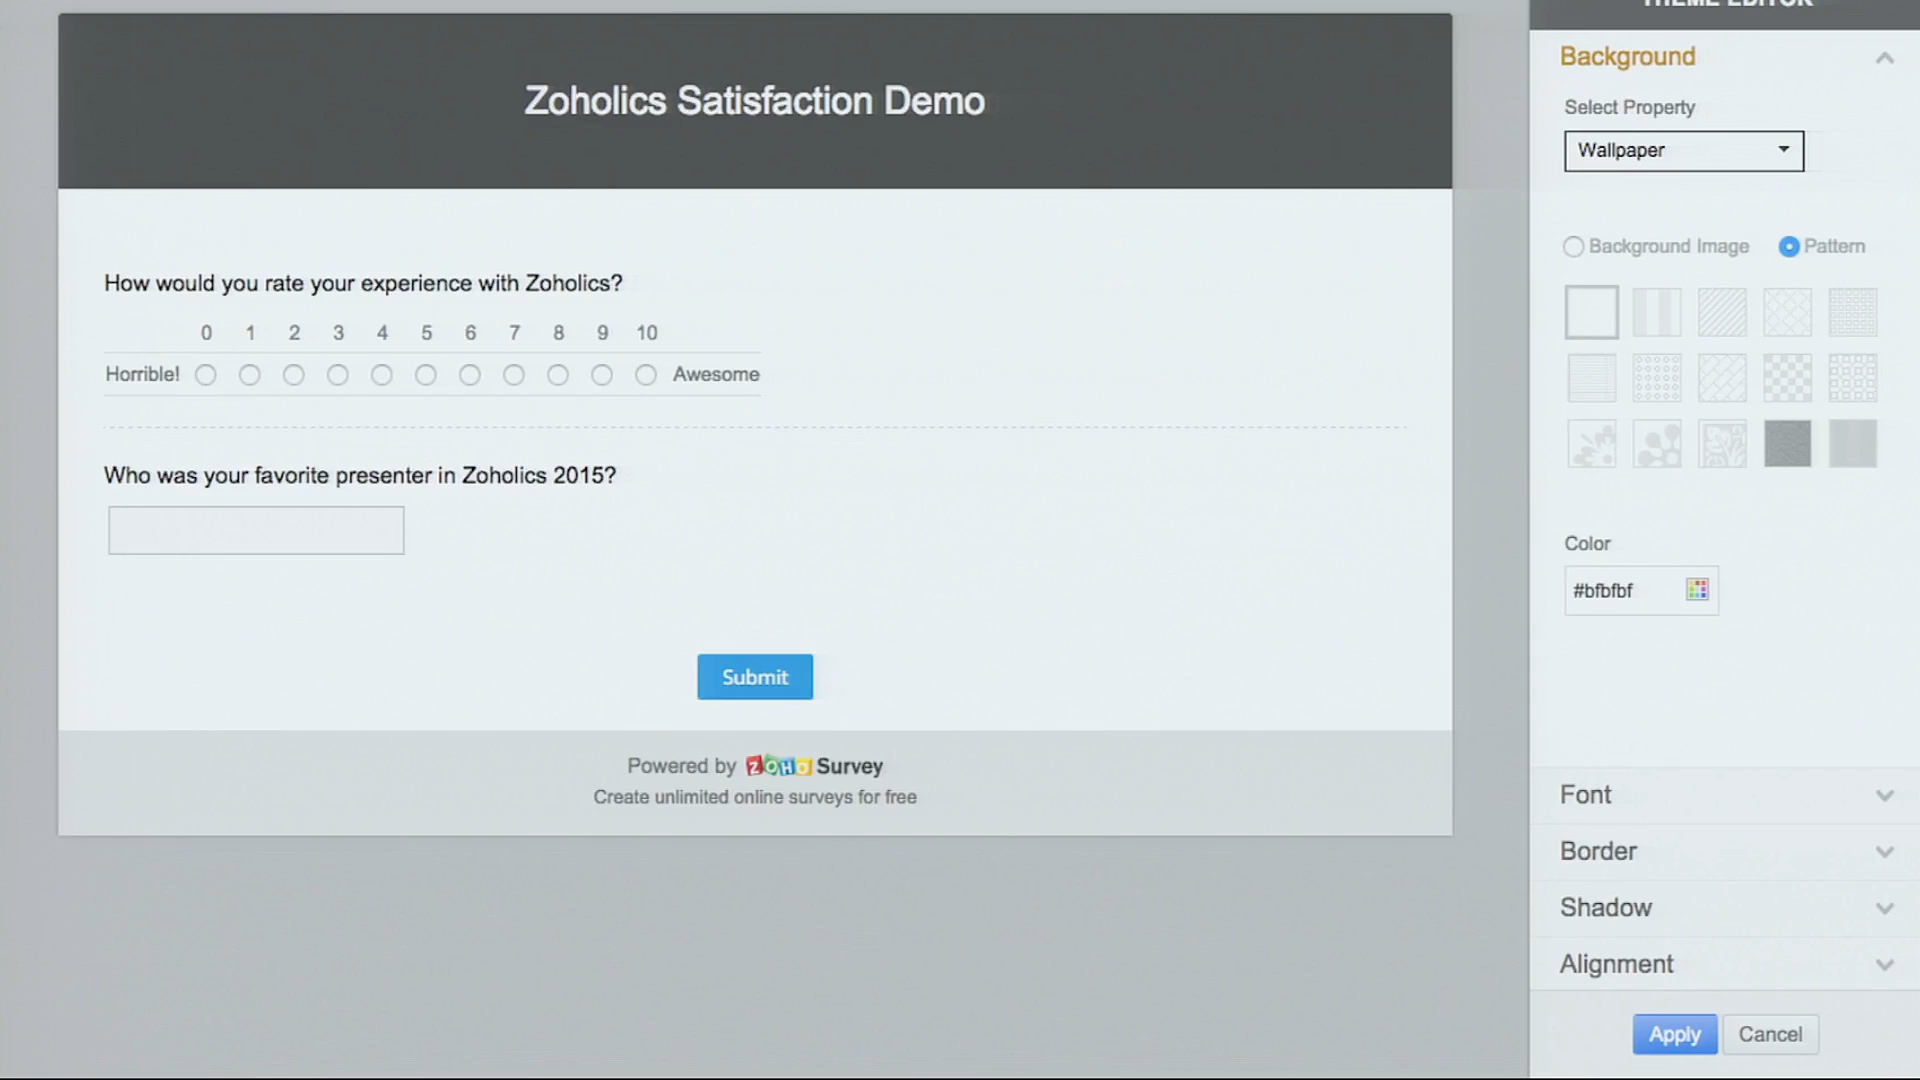 THEME EDITOR
Zoholics Satisfaction Demo
How would you rate your experience with Zoholics?
0 1 2 3 4 5 6 7 8 9 10
Horrible! Awesome
Who was your favorite presenter in Zoholics 2015?
Submit
Powered by ZOHO Survey
Create unlimited online surveys for free
Background
Select Property
Wallpaper
Background Image Pattern
Color
#bfbfbf
Font
Border
Shadow
Alignment
Apply Cancel